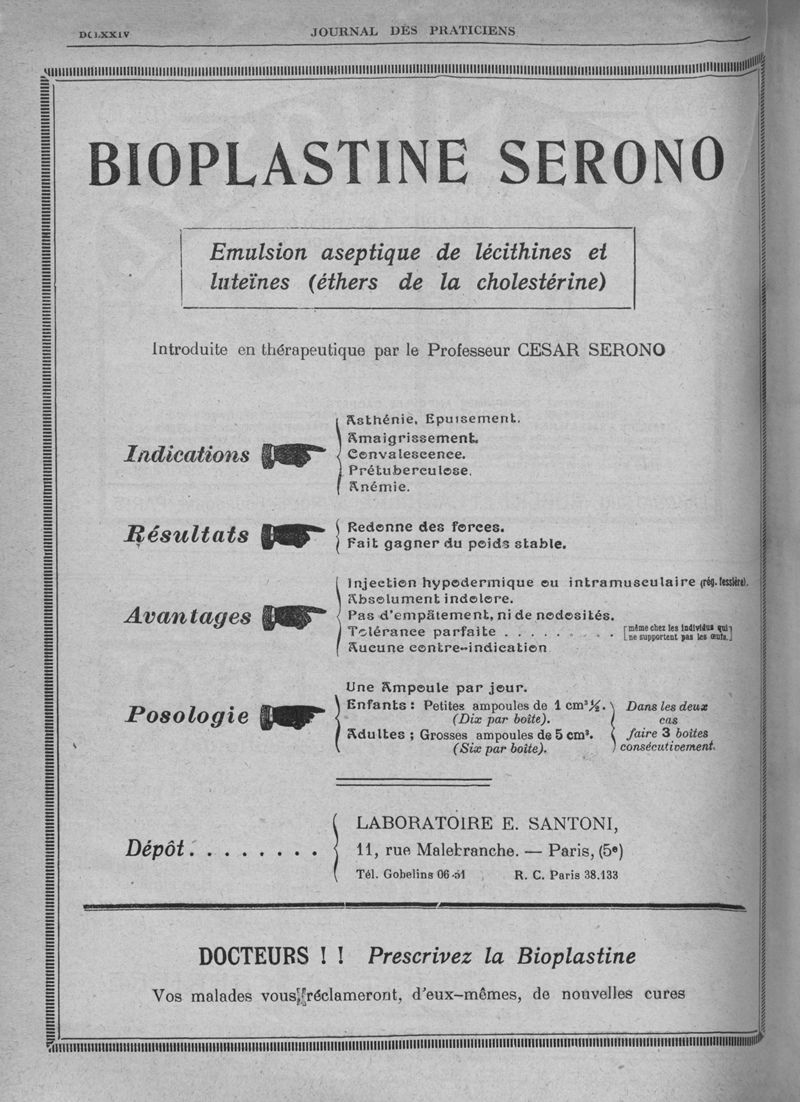 JOURNAL DES PRATICIENS
BIOPLASTINE SERONO
Emulsion aseptique de lécithines et
luteïnes (éthers de la cholestérine)
Introduite en thérapeutique par le Professeur CESAR SERONO
Indications
Asthénie, Epuisement.
Amaigrissement.
Convalescence.
Prétuberculose.
Anémie.
Résultats
Redonne des forces.
Fait gagner du poids stable.
Avantages
Injection hypodermique ou intramusculaire (rég. fessière).
Absolument indolore.
Pas d'empâtement, ni de nodosités.
Tolérance parfaite . . . . . . . . [même chez les individus qui
ne supportent pas les œufs.]
Aucune contre-indication
Posologie
Une Ampoule par jour.
Enfants : Petites ampoules de 1 cm³ ½.
(Dix par boîte).
Adultes ; Grosses ampoules de 5 cm³.
(Six par boîte).
Dans les deux
cas
faire 3 boites
consécutivement.
Dépôt . . . . . . . .
LABORATOIRE E. SANTONI,
11, rue Malebranche. — Paris, (5e)
Tél. Gobelins R. C. Paris 38.133
DOCTEURS ! ! Prescrivez la Bioplastine
Vos malades vous réclameront, d'eux-mêmes, de nouvelles cures